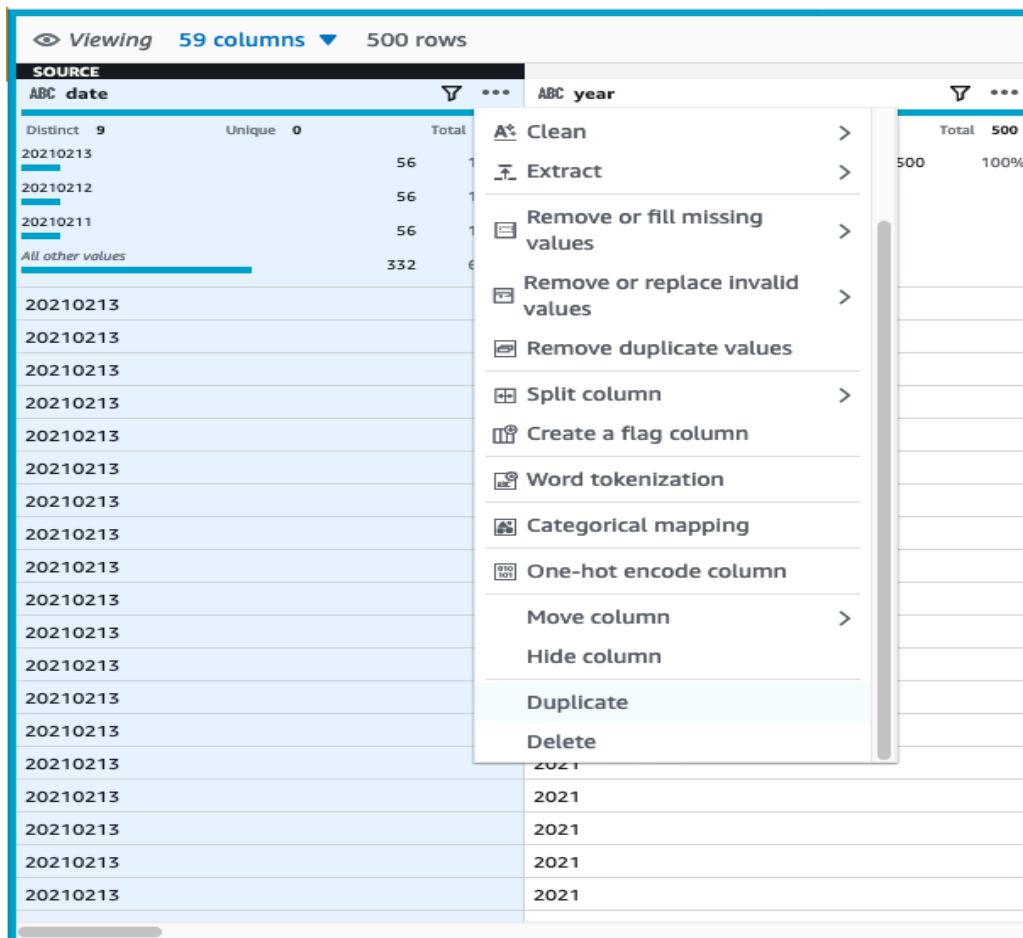 Viewing 59 columns ▼ 500 rows
SOURCE
ABC date ••• ABC year •••
Distinct 9 Unique 0 Total Total 500
20210213
56 500 100%
20210212
56
20210211
56
All other values
332
Clean
Extract
Remove or fill missing
values
Remove or replace invalid
values
Remove duplicate values
Split column
Create a flag column
Word tokenization
Categorical mapping
One-hot encode column
Move column
Hide column
Duplicate
Delete
20210213
20210213
20210213
20210213
20210213
20210213
20210213
20210213
20210213
20210213
20210213
20210213
20210213
20210213
20210213 2021
20210213 2021
20210213 2021
20210213 2021
20210213 2021